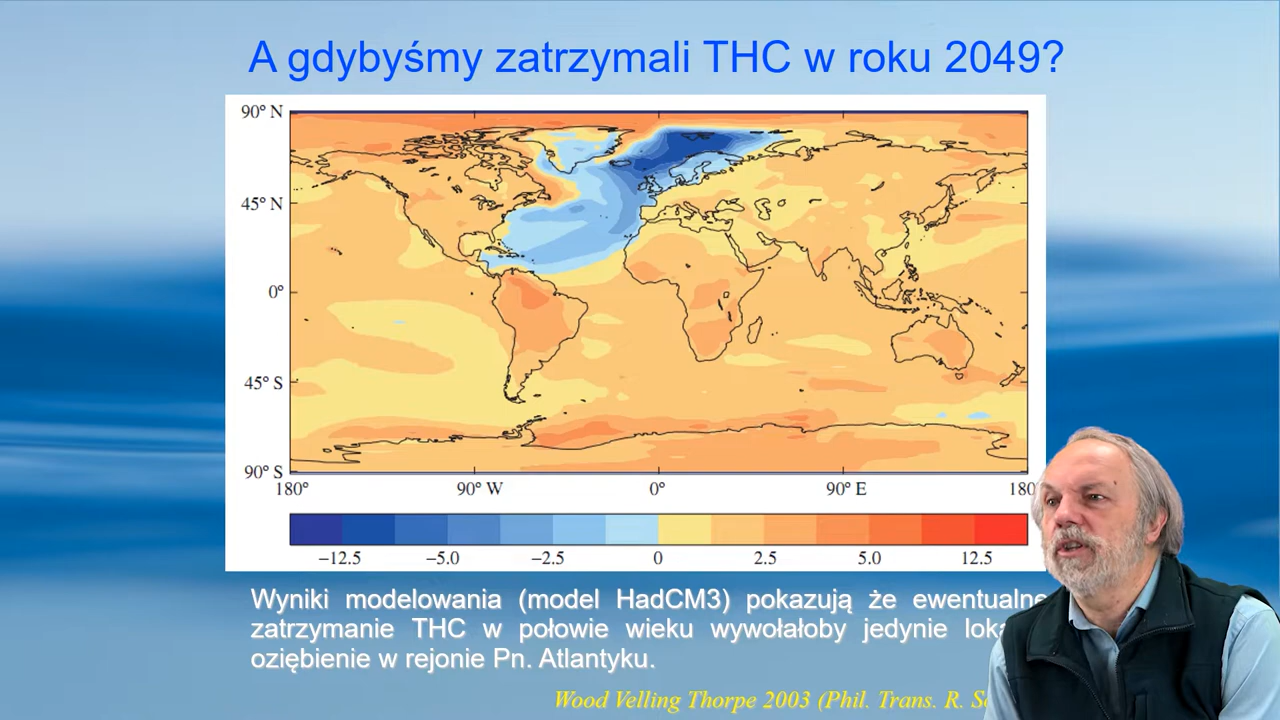 A gdybyśmy zatrzymali THC w roku 2049?
90° N
45° N
0°
45° S
90° S
180° 90° W 0° 90° E 180
−12.5 −5.0 −2.5 0 2.5 5.0 12.5
Wyniki modelowania (model HadCM3) pokazują że ewentualne
zatrzymanie THC w połowie wieku wywołałoby jedynie
oziębienie w rejonie Pn. Atlantyku.
Wood Velling Thorpe 2003 (Phil. Trans. R.